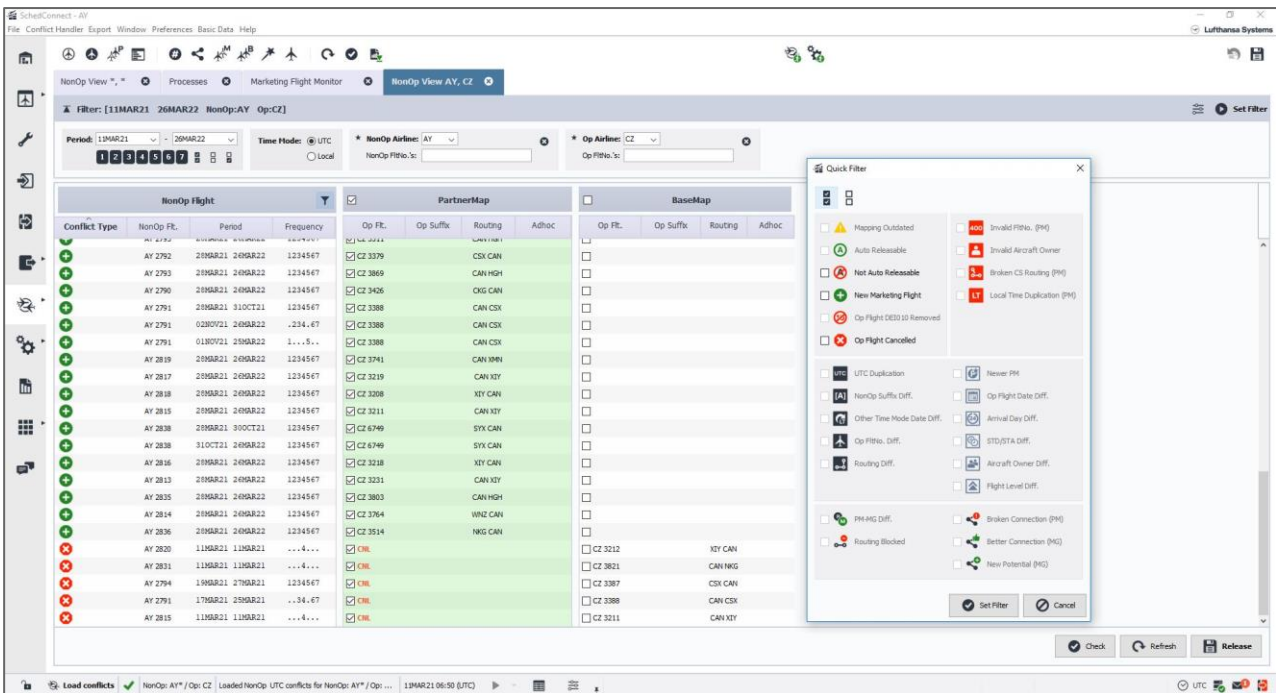 SchedConnect - AY
File Conflict Handler Export Window Preferences Basic Data Help
Lufthansa Systems
NonOp View *, * Processes Marketing Flight Monitor NonOp View AY, CZ
Filter: [11MAR21 26MAR22 NonOp:AY Op:CZ] Set Filter
Period: 11MAR21 - 26MAR22 Time Mode: UTC * NonOp Airline: AY * Op Airline: CZ
1 2 3 4 5 6 7 Local NonOp FltNo.'s: Op FltNo.'s:
NonOp Flight PartnerMap BaseMap
Conflict Type NonOp Flt. Period Frequency Op Flt. Op Suffix Routing Adhoc Op Flt. Op Suffix Routing Adhoc
AY 2792 28MAR21 26MAR22 1234567 CZ 3379 CSX CAN
AY 2793 28MAR21 26MAR22 1234567 CZ 3869 CAN HGH
AY 2790 28MAR21 26MAR22 1234567 CZ 3426 CKG CAN
AY 2791 28MAR21 31OCT21 1234567 CZ 3388 CAN CSX
AY 2791 02NOV21 26MAR22 .234.67 CZ 3388 CAN CSX
AY 2791 01NOV21 25MAR22 1...5.. CZ 3388 CAN CSX
AY 2819 28MAR21 26MAR22 1234567 CZ 3741 CAN XMN
AY 2817 28MAR21 26MAR22 1234567 CZ 3219 CAN XIY
AY 2818 28MAR21 26MAR22 1234567 CZ 3208 XIY CAN
AY 2815 28MAR21 26MAR22 1234567 CZ 3211 CAN XIY
AY 2838 28MAR21 30OCT21 1234567 CZ 6749 SYX CAN
AY 2838 31OCT21 26MAR22 1234567 CZ 6749 SYX CAN
AY 2816 28MAR21 26MAR22 1234567 CZ 3218 XIY CAN
AY 2813 28MAR21 26MAR22 1234567 CZ 3231 CAN XIY
AY 2835 28MAR21 26MAR22 1234567 CZ 3803 CAN HGH
AY 2814 28MAR21 26MAR22 1234567 CZ 3764 WNZ CAN
AY 2836 28MAR21 26MAR22 1234567 CZ 3514 NKG CAN
AY 2820 11MAR21 11MAR21 ...4... CNL CZ 3212 XIY CAN
AY 2831 11MAR21 11MAR21 ...4... CNL CZ 3821 CAN NKG
AY 2794 19MAR21 27MAR21 1234567 CNL CZ 3387 CSX CAN
AY 2791 17MAR21 25MAR21 ..34.67 CNL CZ 3388 CAN CSX
AY 2815 11MAR21 11MAR21 ...4... CNL CZ 3211 CAN XIY
Quick Filter
Mapping Outdated 400 Invalid FltNo. (PM)
Auto Releasable Invalid Aircraft Owner
Not Auto Releasable Broken CS Routing (PM)
New Marketing Flight LT Local Time Duplication (PM)
Op Flight DEI010 Removed
Op Flight Cancelled
UTC UTC Duplication Newer PM
[A] NonOp Suffix Diff. Op Flight Date Diff.
Other Time Mode Date Diff. Arrival Day Diff.
Op FltNo. Diff. STD/STA Diff.
Routing Diff. Aircraft Owner Diff.
Flight Level Diff.
PM-MG Diff. Broken Connection (PM)
Routing Blocked Better Connection (MG)
New Potential (MG)
Set Filter Cancel
Check Refresh Release
Load conflicts NonOp: AY* / Op: CZ Loaded NonOp UTC conflicts for NonOp: AY* / Op: ... 11MAR21 06:50 (UTC) UTC